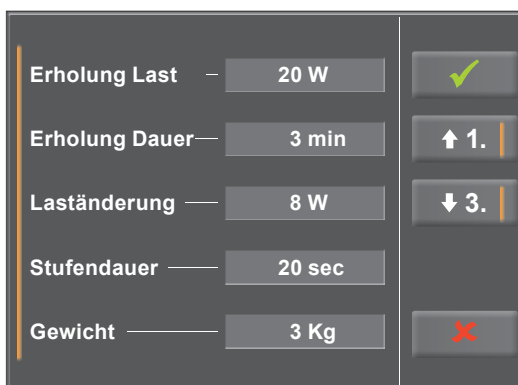 Erholung Last 20 W
Erholung Dauer 3 min
Laständerung 8 W
Stufendauer 20 sec
Gewicht 3 Kg
1.
3.